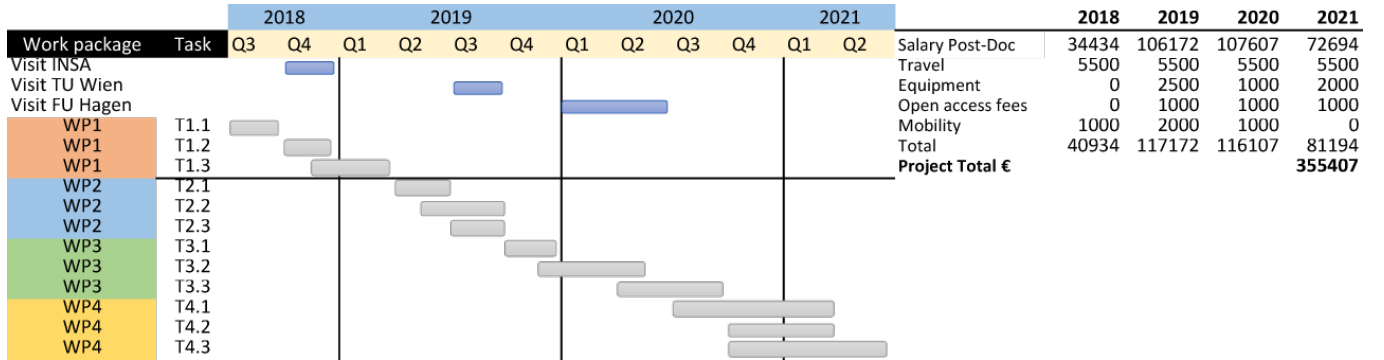 2018 2019 2020 2021 2018 2019 2020 2021
Work package Task Q3 Q4 Q1 Q2 Q3 Q4 Q1 Q2 Q3 Q4 Q1 Q2 Salary Post-Doc 34434 106172 107607 72694
Visit INSA Travel 5500 5500 5500 5500
Visit TU Wien Equipment 0 2500 1000 2000
Visit FU Hagen Open access fees 0 1000 1000 1000
WP1 T1.1 Mobility 1000 2000 1000 0
WP1 T1.2 Total 40934 117172 116107 81194
WP1 T1.3 Project Total € 355407
WP2 T2.1
WP2 T2.2
WP2 T2.3
WP3 T3.1
WP3 T3.2
WP3 T3.3
WP4 T4.1
WP4 T4.2
WP4 T4.3